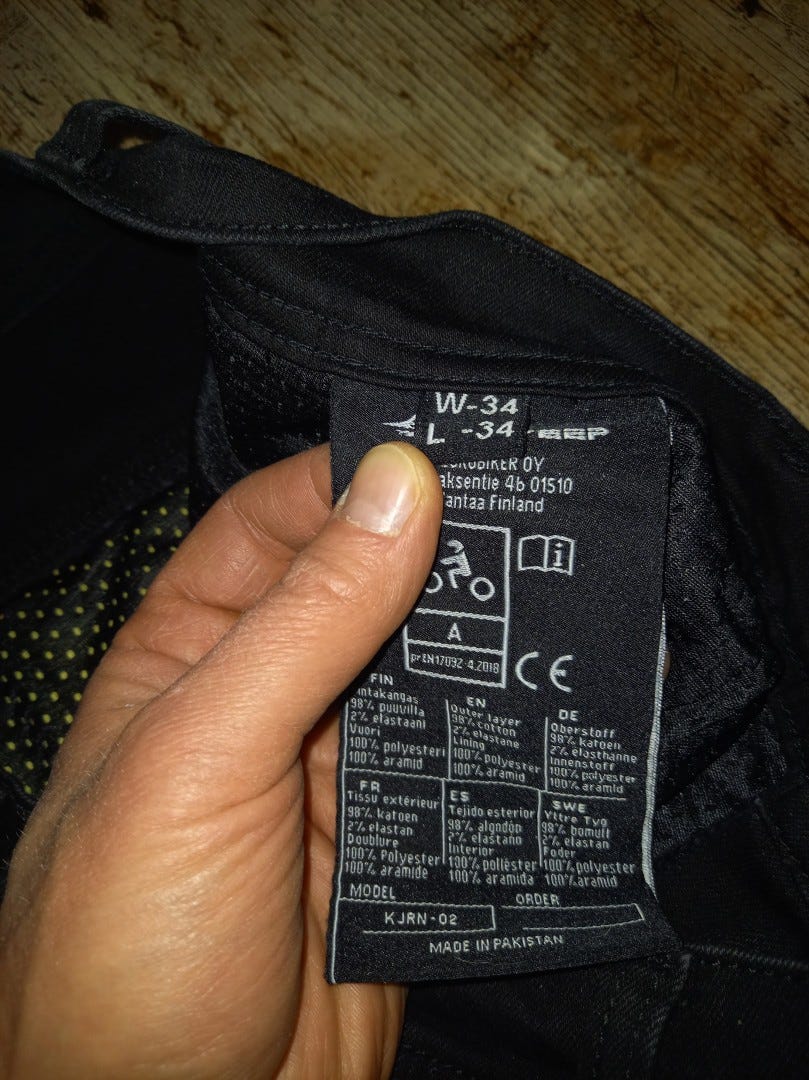 W-34
L -34
OY
aksentie 4b 01510
antaa Finland
i
A
prEN17092-4:2018
CE
FIN
intakangas
98% puuvilla
2% elastaani
Vuori
100% polyesteri
100% aramid
EN
Outer layer
98% cotton
2% elastane
Lining
100% polyester
100% aramid
DE
Oberstoff
98% katoen
2% elasthanne
Innenstoff
100% polyester
100% aramid
FR
Tissu extérieur
98% katoen
2% elastan
Doublure
100% Polyester
100% aramide
ES
Tejido esterior
98% algndón
2% elastano
Interior
100% poliéster
100% aramida
SWE
Yttre Tyg
98% bomull
2% elastan
Foder
100% polyester
100% aramid
MODEL
ORDER
KJRN-02
MADE IN PAKISTAN